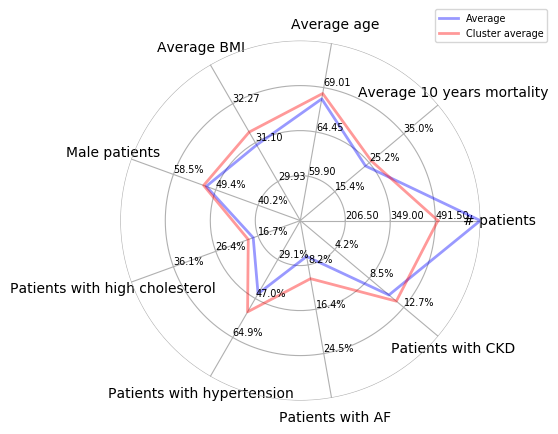 Average
Cluster average
Average age
Average BMI
69.01
Average 10 years mortality
32.27
64.45
35.0%
31.10
Male patients
25.2%
58.5%
59.90
29.93
49.4%
15.4%
40.2%
206.50
349.00
491.50
# patients
16.7%
26.4%
4.2%
36.1%
29.1%
8.2%
8.5%
Patients with high cholesterol
47.0%
16.4%
12.7%
64.9%
24.5%
Patients with CKD
Patients with hypertension
Patients with AF